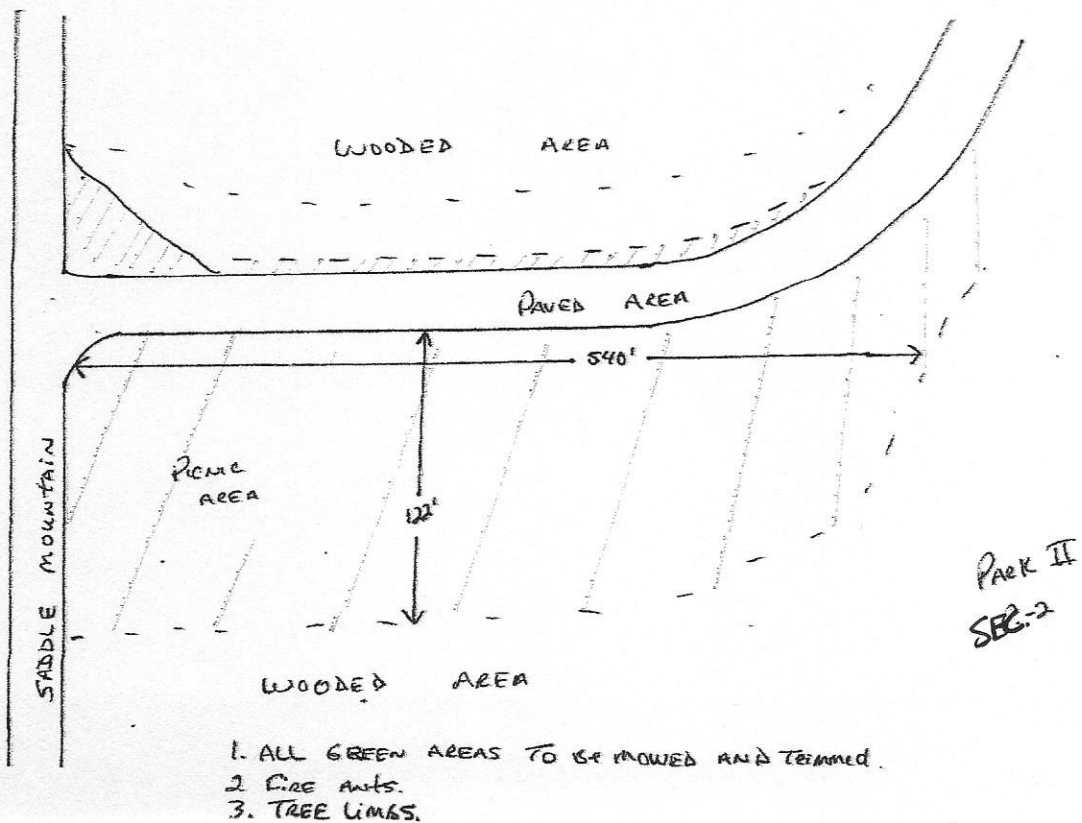 WOODED AREA
PAVED AREA
540'
PICNIC
AREA
122'
SADDLE MOUNTAIN
PARK II
SEC.-2
WOODED AREA
1. ALL GREEN AREAS TO BE MOWED AND TRIMMED.
2 FIRE ANTS.
3. TREE LIMBS.